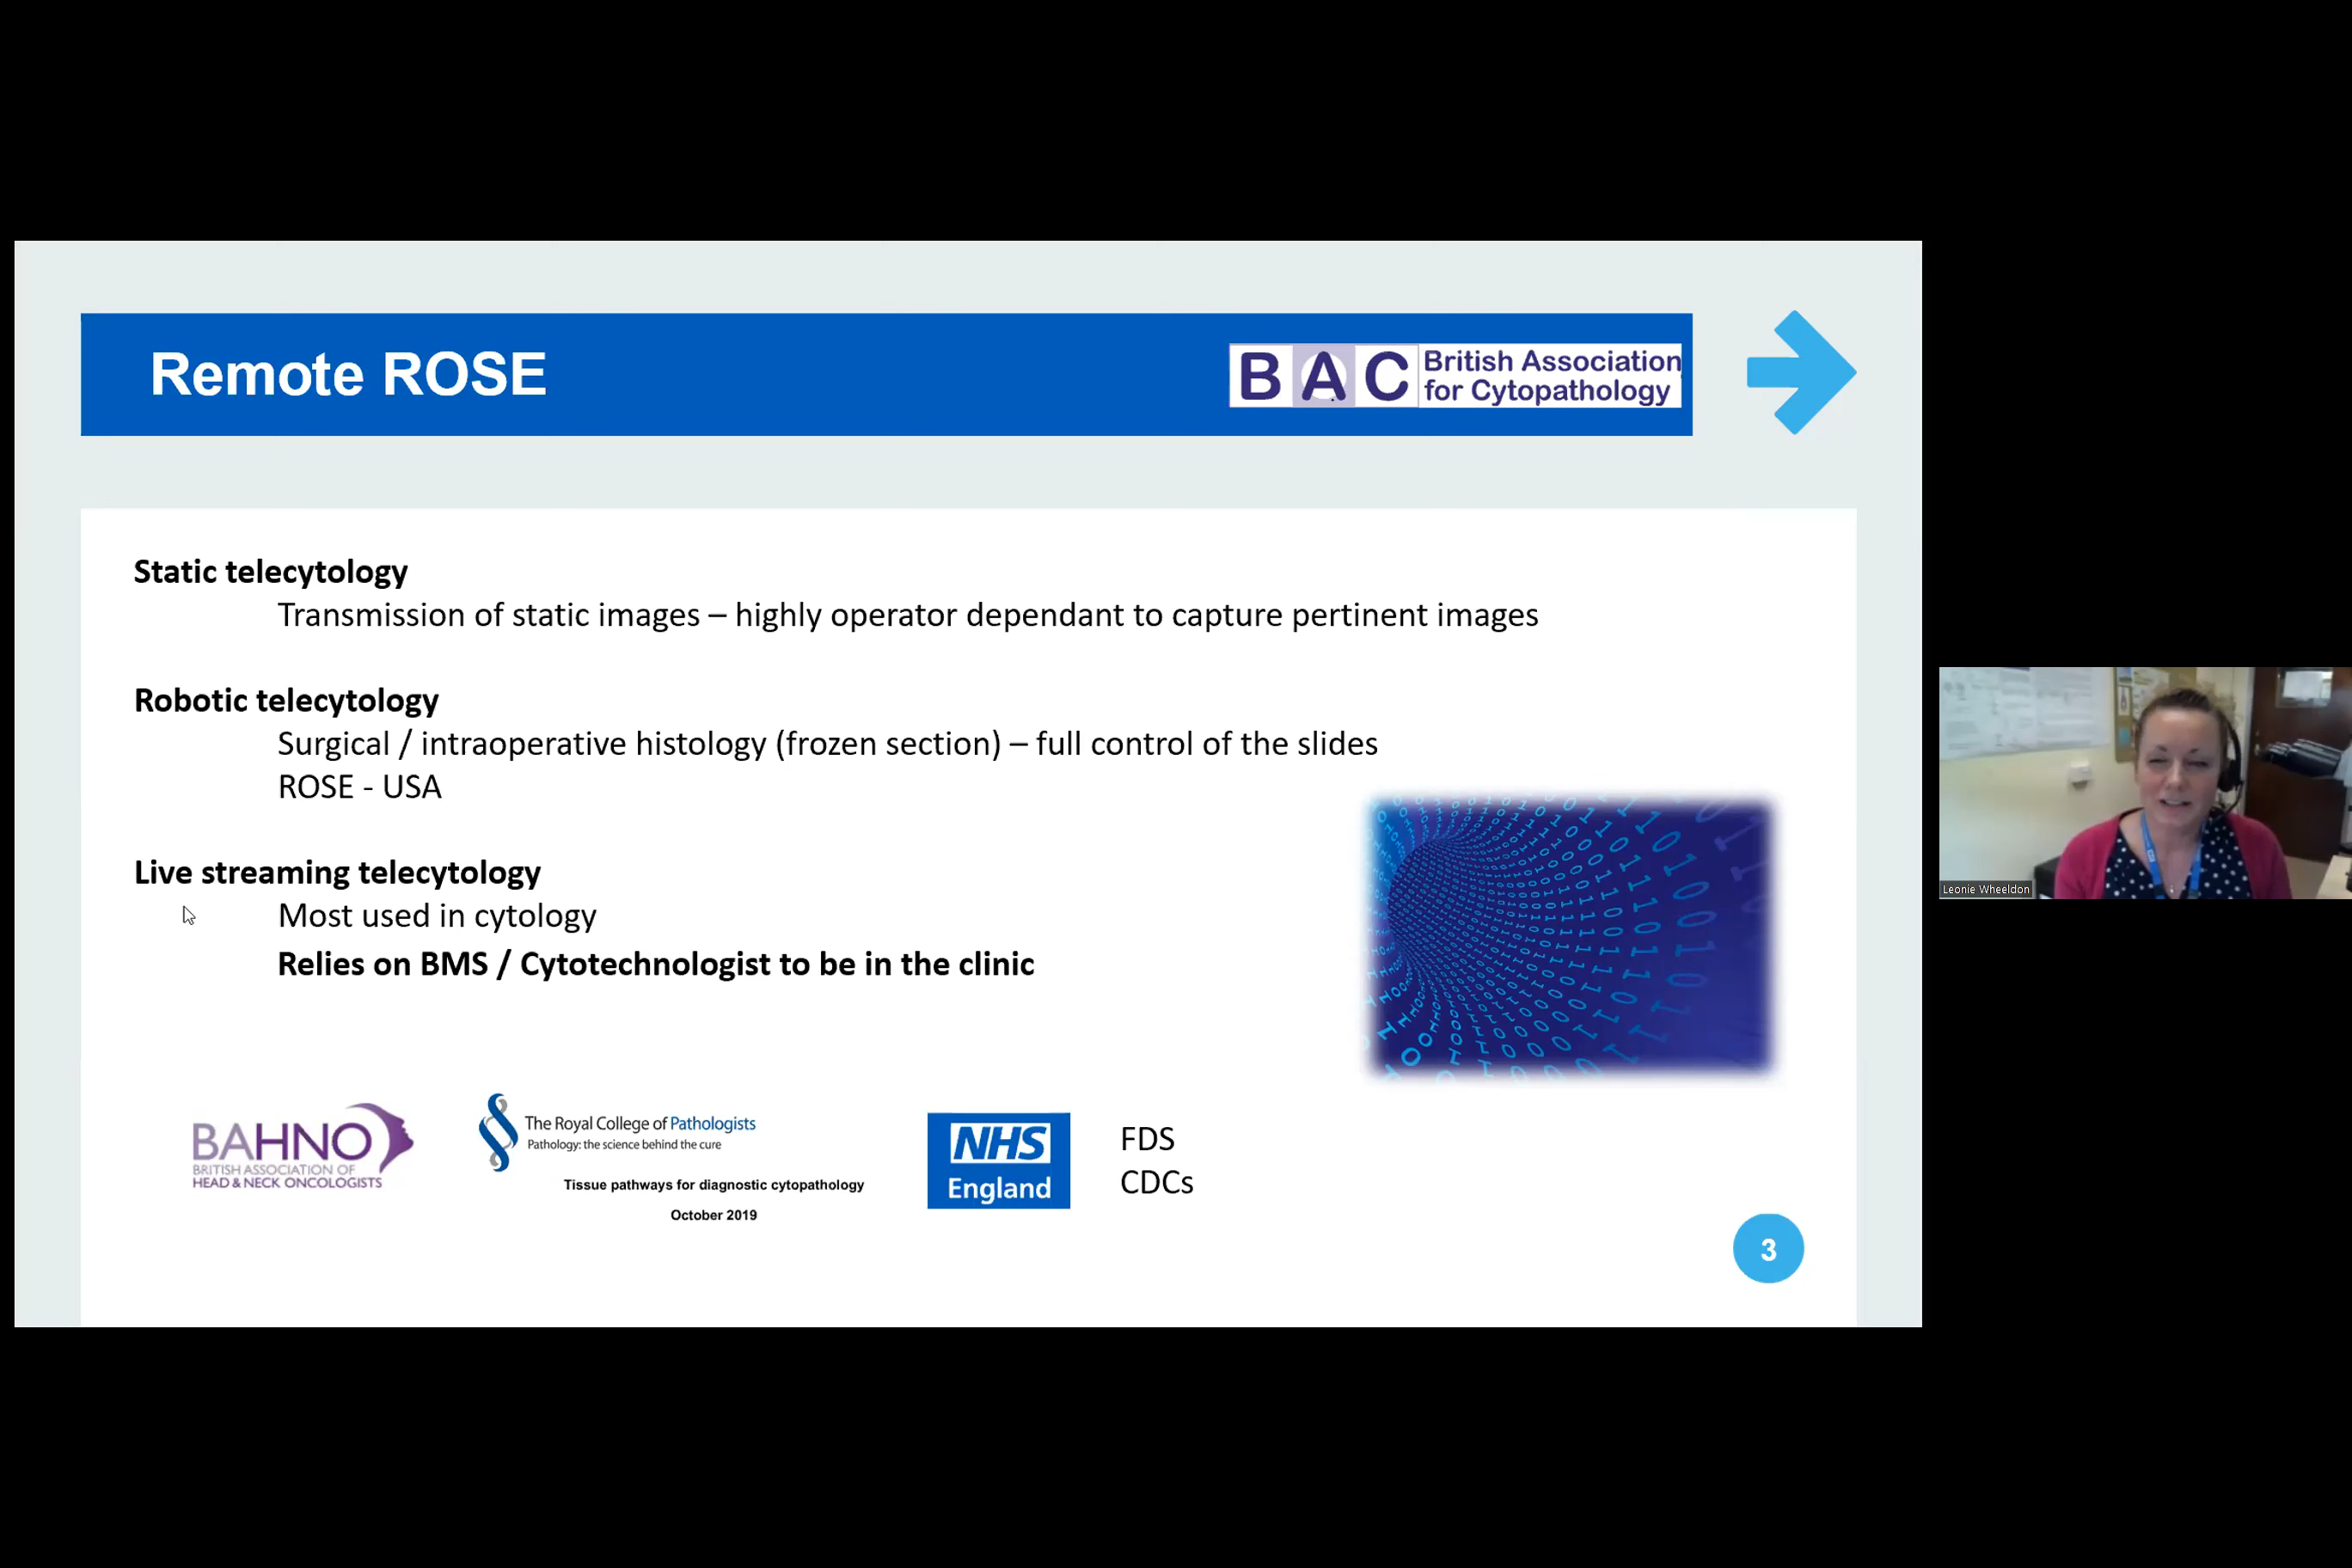 Remote ROSE
B A C
British Association
for Cytopathology
Static telecytology
Transmission of static images – highly operator dependant to capture pertinent images
Robotic telecytology
Surgical / intraoperative histology (frozen section) – full control of the slides
ROSE - USA
Live streaming telecytology
Most used in cytology
Relies on BMS / Cytotechnologist to be in the clinic
BAHNO
BRITISH ASSOCIATION OF
HEAD & NECK ONCOLOGISTS
The Royal College of Pathologists
Pathology: the science behind the cure
Tissue pathways for diagnostic cytopathology
October 2019
NHS
England
FDS
CDCs
3
Leonie Wheeldon